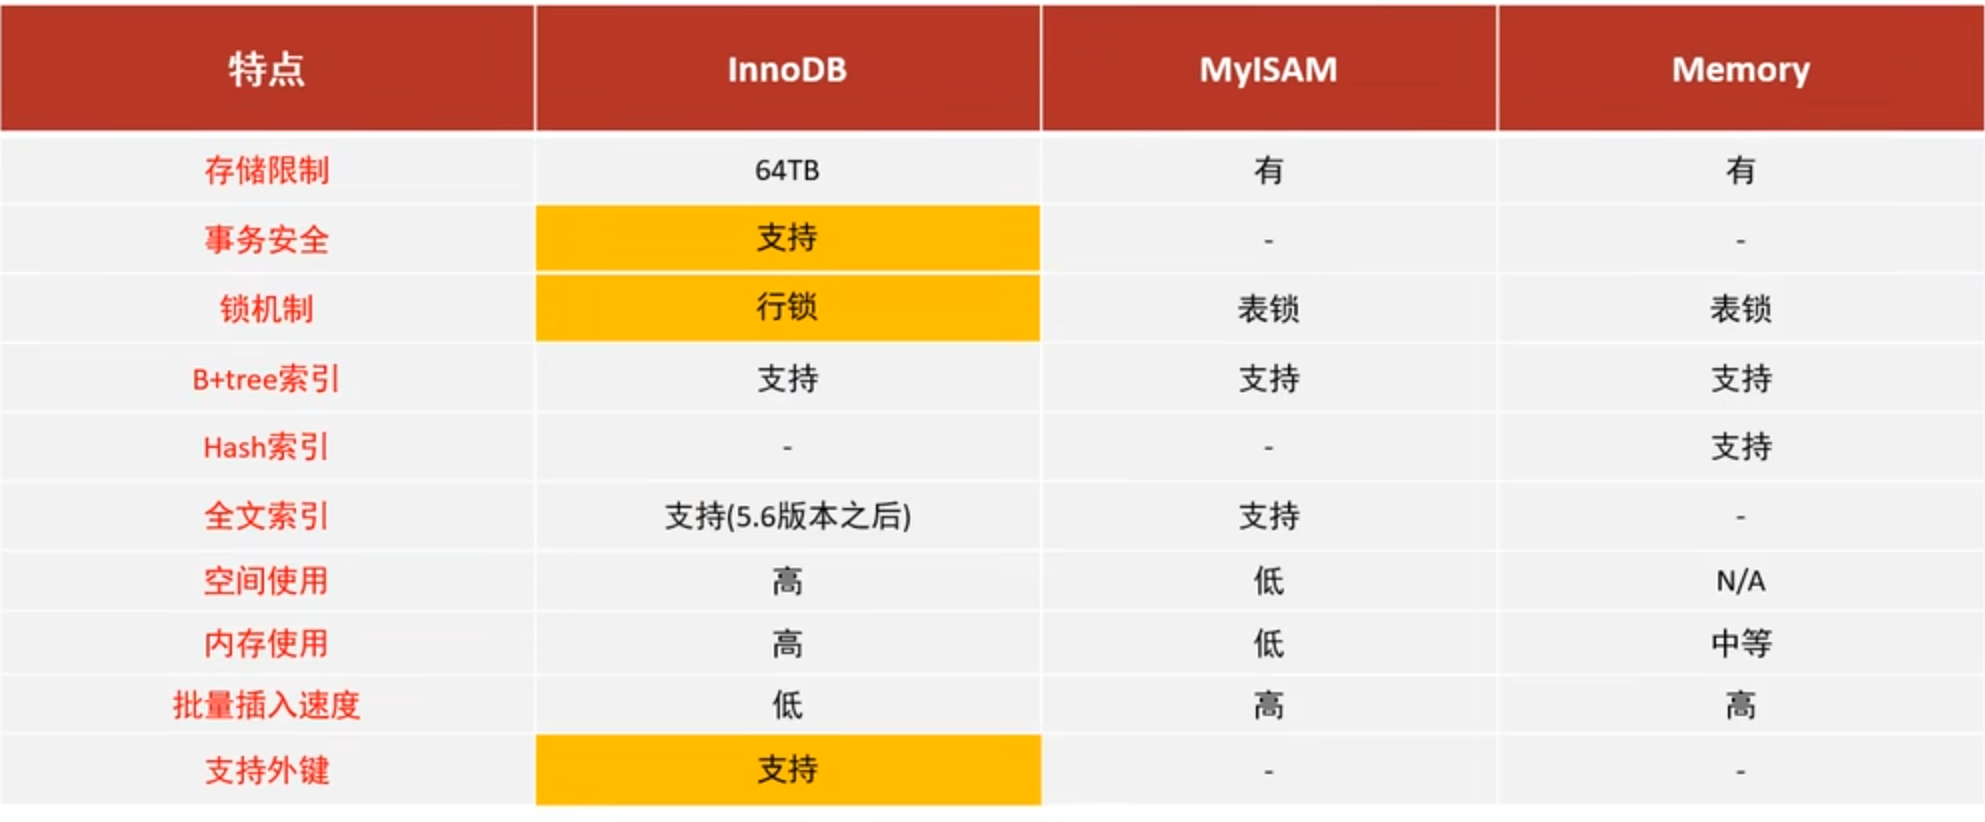 特点 InnoDB MyISAM Memory
存储限制 64TB 有 有
事务安全 支持 - -
锁机制 行锁 表锁 表锁
B+tree索引 支持 支持 支持
Hash索引 - - 支持
全文索引 支持(5.6版本之后) 支持 -
空间使用 高 低 N/A
内存使用 高 低 中等
批量插入速度 低 高 高
支持外键 支持 - -